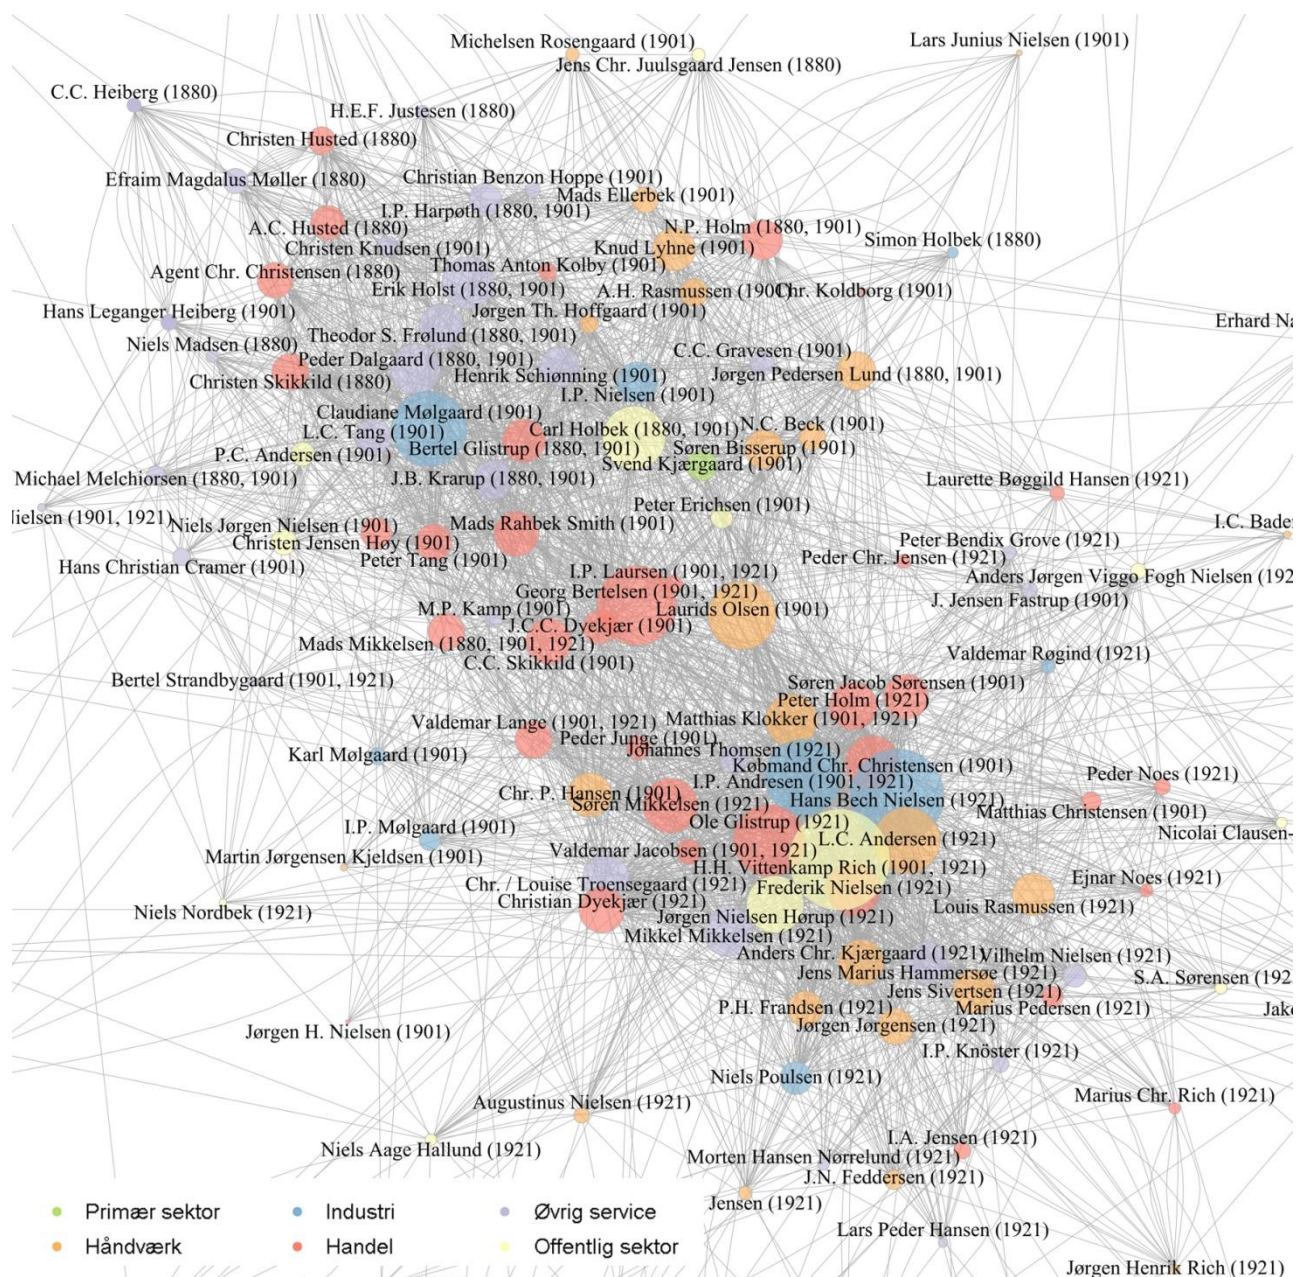 Michelsen Rosengaard (1901)
Lars Junius Nielsen (1901)
Jens Chr. Juulsgaard Jensen (1880)
C.C. Heiberg (1880)
H.E.F. Justesen (1880)
Christen Husted (1880)
Efraim Magdalus Møller (1880)
Christian Benzon Hoppe (1901)
Mads Ellerbek (1901)
I.P. Harpøth (1880, 1901)
A.C. Husted (1880)
N.P. Holm (1880, 1901)
Simon Holbek (1880)
Christen Knudsen (1901)
Knud Lyhne (1901)
Agent Chr. Christensen (1880)
Thomas Anton Kolby (1901)
Erik Holst (1880, 1901)
A.H. Rasmussen (1901)
Chr. Koldborg (1901)
Hans Leganger Heiberg (1901)
Jørgen Th. Hoffgaard (1901)
Erhard
Theodor S. Frølund (1880, 1901)
Niels Madsen (1880)
Peder Dalgaard (1880, 1901)
C.C. Gravesen (1901)
Christen Skikkild (1880)
Henrik Schiønning (1901)
Jørgen Pedersen Lund (1880, 1901)
I.P. Nielsen (1901)
Claudiane Mølgaard (1901)
L.C. Tang (1901)
Carl Holbek (1880, 1901)
N.C. Beck (1901)
P.C. Andersen (1901)
Bertel Glistrup (1880, 1901)
Søren Bisserup (1901)
Svend Kjærgaard (1901)
Michael Melchiorsen (1880, 1901)
J.B. Krarup (1880, 1901)
Laurette Bøggild Hansen (1921)
Peter Erichsen (1901)
Nielsen (1901, 1921)
Niels Jørgen Nielsen (1901)
Mads Rahbek Smith (1901)
I.C. Bader
Christen Jensen Høy (1901)
Peter Bendix Grove (1921)
Hans Christian Cramer (1901)
Peter Tang (1901)
Peder Chr. Jensen (1921)
I.P. Laursen (1901, 1921)
Anders Jørgen Viggo Fogh Nielsen (192
Georg Bertelsen (1901, 1921)
J. Jensen Fastrup (1901)
M.P. Kamp (1901)
Laurids Olsen (1901)
J.C.C. Dyekjær (1901)
Mads Mikkelsen (1880, 1901, 1921)
C.C. Skikkild (1901)
Valdemar Røgind (1921)
Bertel Strandbygaard (1901, 1921)
Søren Jacob Sørensen (1901)
Peter Holm (1921)
Valdemar Lange (1901, 1921)
Matthias Klokker (1901, 1921)
Peder Junge (1901)
Johannes Thomsen (1921)
Karl Mølgaard (1901)
Købmand Chr. Christensen (1901)
Peder Noes (1921)
I.P. Andresen (1901, 1921)
Chr. P. Hansen (1901)
Søren Mikkelsen (1921)
Hans Bech Nielsen (1921)
Matthias Christensen (1901)
I.P. Mølgaard (1901)
Ole Glistrup (1921)
Nicolai Clausen-
L.C. Andersen (1921)
Martin Jørgensen Kjeldsen (1901)
Valdemar Jacobsen (1901, 1921)
H.H. Vittenkamp Rich (1901, 1921)
Ejnar Noes (1921)
Chr. / Louise Troensegaard (1921)
Frederik Nielsen (1921)
Christian Dyekjær (1921)
Louis Rasmussen (1921)
Niels Nordbek (1921)
Jørgen Nielsen Hørup (1921)
Mikkel Mikkelsen (1921)
Anders Chr. Kjærgaard (1921)
Vilhelm Nielsen (1921)
Jens Marius Hammersøe (1921)
S.A. Sørensen (192
Jens Sivertsen (1921)
P.H. Frandsen (1921)
Marius Pedersen (1921)
Jørgen H. Nielsen (1901)
Jørgen Jørgensen (1921)
I.P. Knöster (1921)
Niels Poulsen (1921)
Augustinus Nielsen (1921)
Marius Chr. Rich (1921)
Niels Aage Hallund (1921)
I.A. Jensen (1921)
Morten Hansen Nørrelund (1921)
J.N. Feddersen (1921)
Jensen (1921)
Lars Peder Hansen (1921)
Jørgen Henrik Rich (1921)
Primær sektor
Industri
Øvrig service
Håndværk
Handel
Offentlig sektor